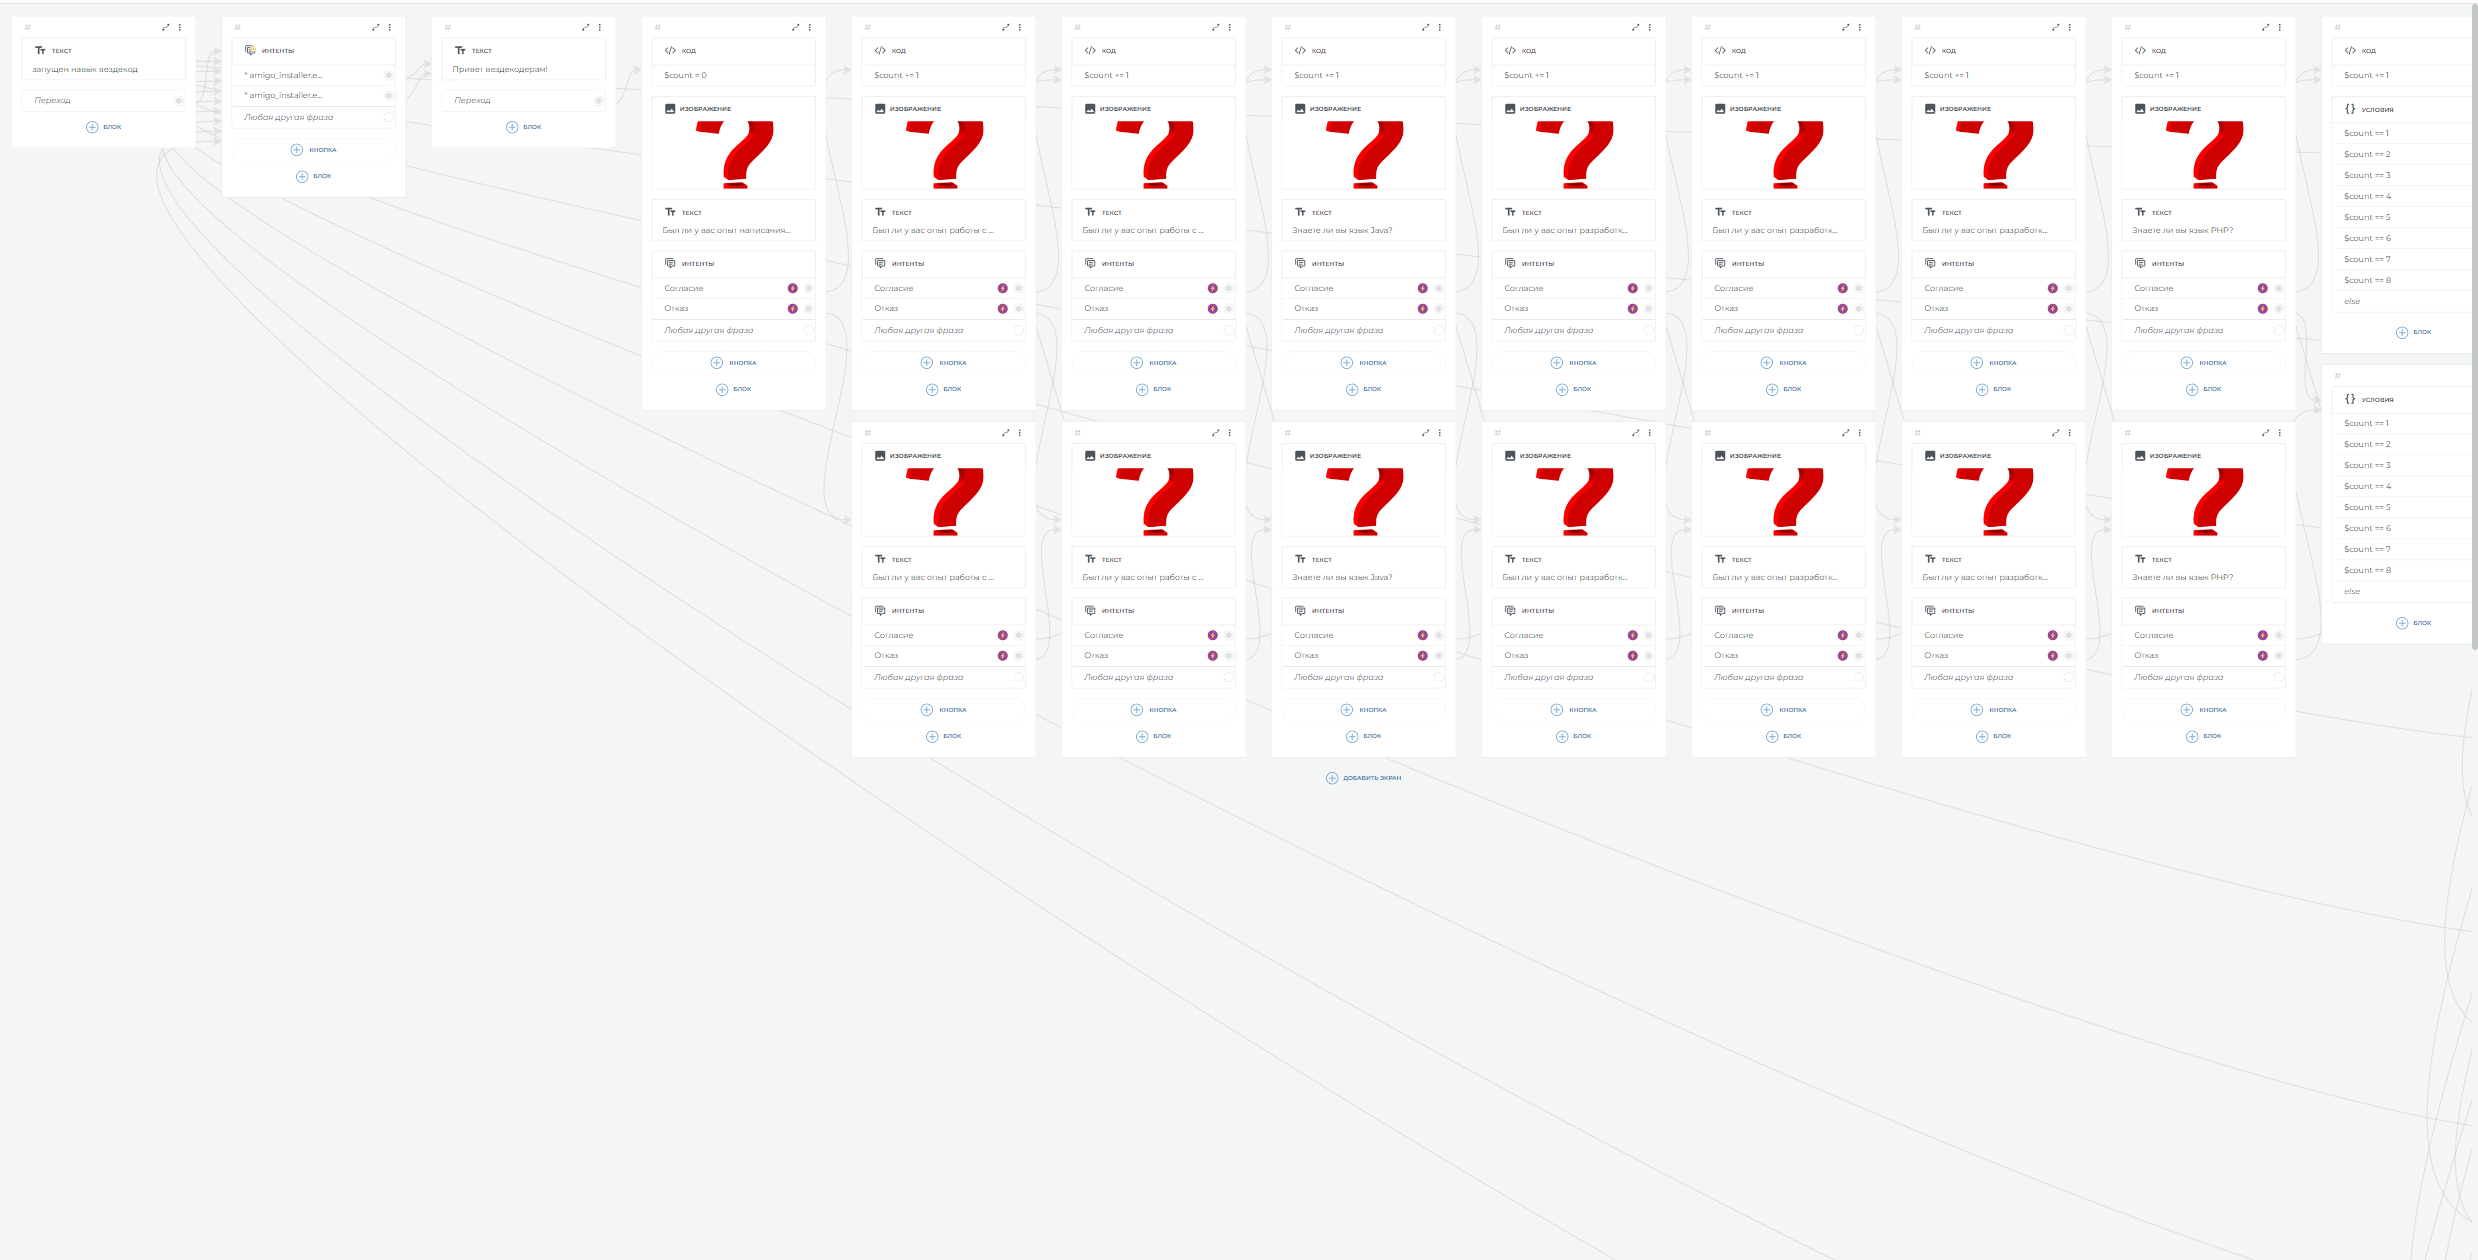 #
ТЕКСТ
запущен навык вездекод
Переход
БЛОК
#
ИНТЕНТЫ
* amigo_installer.e...
* amigo_installer.e...
Любая другая фраза
КНОПКА
БЛОК
#
ТЕКСТ
Привет вездекодерам!
Переход
БЛОК
#
КОД
$count = 0
ИЗОБРАЖЕНИЕ
ТЕКСТ
Был ли у вас опыт написания...
ИНТЕНТЫ
Согласие
Отказ
Любая другая фраза
КНОПКА
БЛОК
#
КОД
$count += 1
ИЗОБРАЖЕНИЕ
ТЕКСТ
Был ли у вас опыт работы с ...
ИНТЕНТЫ
Согласие
Отказ
Любая другая фраза
КНОПКА
БЛОК
#
КОД
$count += 1
ИЗОБРАЖЕНИЕ
ТЕКСТ
Был ли у вас опыт работы с ...
ИНТЕНТЫ
Согласие
Отказ
Любая другая фраза
КНОПКА
БЛОК
#
КОД
$count += 1
ИЗОБРАЖЕНИЕ
ТЕКСТ
Знаете ли вы язык Java?
ИНТЕНТЫ
Согласие
Отказ
Любая другая фраза
КНОПКА
БЛОК
#
КОД
$count += 1
ИЗОБРАЖЕНИЕ
ТЕКСТ
Был ли у вас опыт разработк...
ИНТЕНТЫ
Согласие
Отказ
Любая другая фраза
КНОПКА
БЛОК
#
КОД
$count += 1
ИЗОБРАЖЕНИЕ
ТЕКСТ
Был ли у вас опыт разработк...
ИНТЕНТЫ
Согласие
Отказ
Любая другая фраза
КНОПКА
БЛОК
#
КОД
$count += 1
ИЗОБРАЖЕНИЕ
ТЕКСТ
Был ли у вас опыт разработк...
ИНТЕНТЫ
Согласие
Отказ
Любая другая фраза
КНОПКА
БЛОК
#
КОД
$count += 1
ИЗОБРАЖЕНИЕ
ТЕКСТ
Знаете ли вы язык PHP?
ИНТЕНТЫ
Согласие
Отказ
Любая другая фраза
КНОПКА
БЛОК
#
КОД
$count += 1
УСЛОВИЯ
$count == 1
$count == 2
$count == 3
$count == 4
$count == 5
$count == 6
$count == 7
$count == 8
else
БЛОК
#
ИЗОБРАЖЕНИЕ
ТЕКСТ
Был ли у вас опыт работы с ...
ИНТЕНТЫ
Согласие
Отказ
Любая другая фраза
КНОПКА
БЛОК
#
ИЗОБРАЖЕНИЕ
ТЕКСТ
Был ли у вас опыт работы с ...
ИНТЕНТЫ
Согласие
Отказ
Любая другая фраза
КНОПКА
БЛОК
#
ИЗОБРАЖЕНИЕ
ТЕКСТ
Знаете ли вы язык Java?
ИНТЕНТЫ
Согласие
Отказ
Любая другая фраза
КНОПКА
БЛОК
#
ИЗОБРАЖЕНИЕ
ТЕКСТ
Был ли у вас опыт разработк...
ИНТЕНТЫ
Согласие
Отказ
Любая другая фраза
КНОПКА
БЛОК
#
ИЗОБРАЖЕНИЕ
ТЕКСТ
Был ли у вас опыт разработк...
ИНТЕНТЫ
Согласие
Отказ
Любая другая фраза
КНОПКА
БЛОК
#
ИЗОБРАЖЕНИЕ
ТЕКСТ
Был ли у вас опыт разработк...
ИНТЕНТЫ
Согласие
Отказ
Любая другая фраза
КНОПКА
БЛОК
#
ИЗОБРАЖЕНИЕ
ТЕКСТ
Знаете ли вы язык PHP?
ИНТЕНТЫ
Согласие
Отказ
Любая другая фраза
КНОПКА
БЛОК
#
УСЛОВИЯ
$count == 1
$count == 2
$count == 3
$count == 4
$count == 5
$count == 6
$count == 7
$count == 8
else
БЛОК
ДОБАВИТЬ ЭКРАН